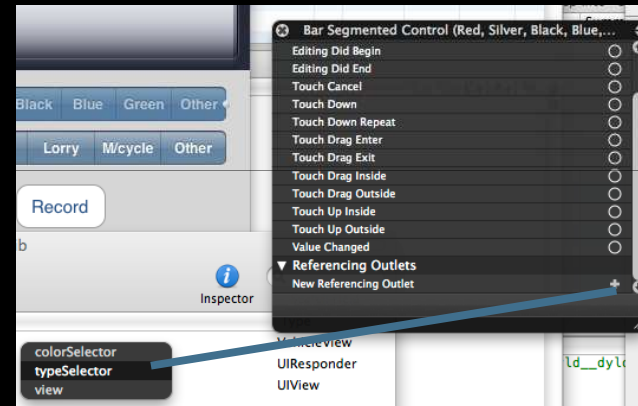 Bar Segmented Control (Red, Silver, Black, Blue,...
Editing Did Begin
Editing Did End
Touch Cancel
Touch Down
Touch Down Repeat
Touch Drag Enter
Touch Drag Exit
Touch Drag Inside
Touch Drag Outside
Touch Up Inside
Touch Up Outside
Value Changed
Referencing Outlets
New Referencing Outlet
Black Blue Green Other
Lorry M/cycle Other
Record
b
Inspector
colorSelector
typeSelector
view
VehicleView
UIResponder
UIView
ld__dyld